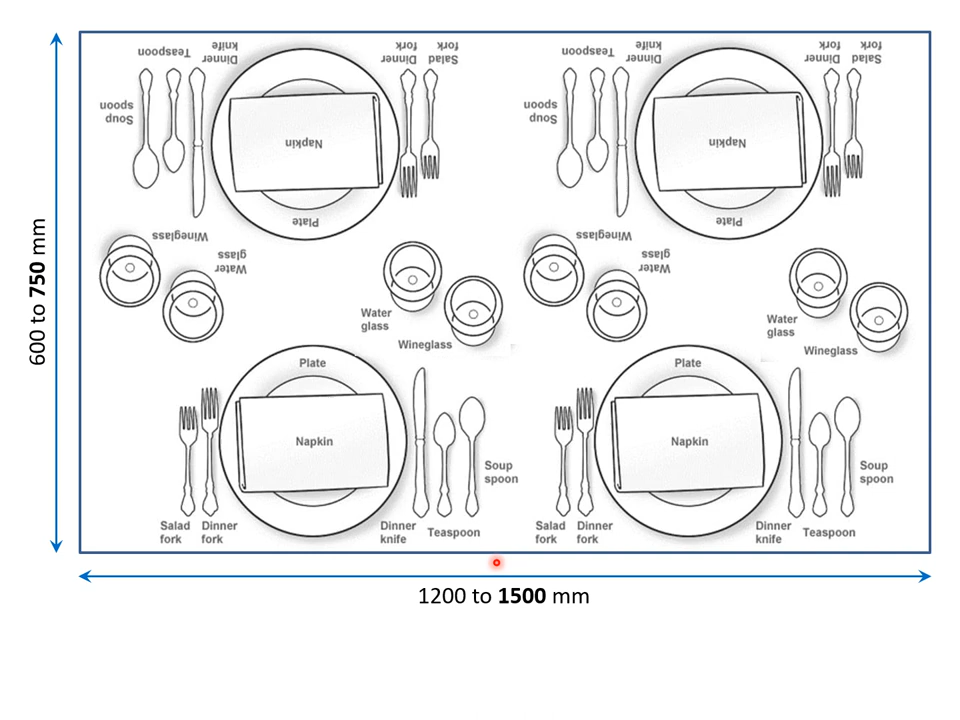 Teaspoon
Dinner
knife
Dinner
fork
Salad
fork
Soup
spoon
Napkin
Plate
Wineglass
Water
glass
Teaspoon
Dinner
knife
Dinner
fork
Salad
fork
Soup
spoon
Napkin
Plate
Wineglass
Water
glass
600 to 750 mm
Water
glass
Wineglass
Plate
Napkin
Soup
spoon
Salad
fork
Dinner
fork
Dinner
knife
Teaspoon
Water
glass
Wineglass
Plate
Napkin
Soup
spoon
Salad
fork
Dinner
fork
Dinner
knife
Teaspoon
1200 to 1500 mm